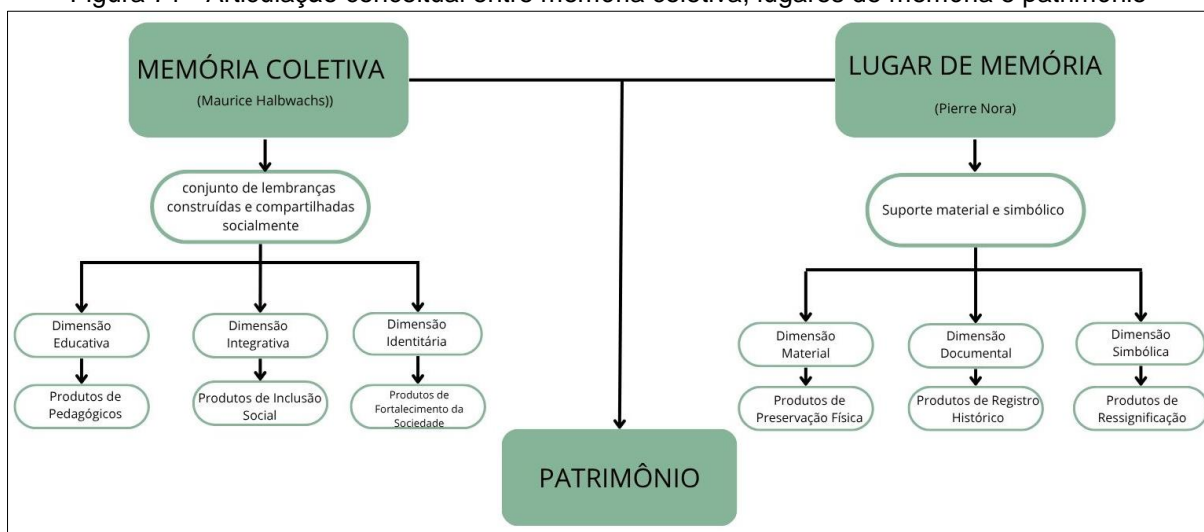 Articulação conceitual entre memória coletiva, lugares de memória e patrimônio
MEMÓRIA COLETIVA
(Maurice Halbwachs))
LUGAR DE MEMÓRIA
(Pierre Nora)
conjunto de lembranças
construídas e compartilhadas
socialmente
Suporte material e simbólico
Dimensão
Educativa
Dimensão
Integrativa
Dimensão
Identitária
Dimensão
Material
Dimensão
Documental
Dimensão
Simbólica
Produtos de
Pedagógicos
Produtos de Inclusão
Social
Produtos de
Fortalecimento da
Sociedade
Produtos de
Preservação Física
Produtos de Registro
Histórico
Produtos de
Ressignificação
PATRIMÔNIO